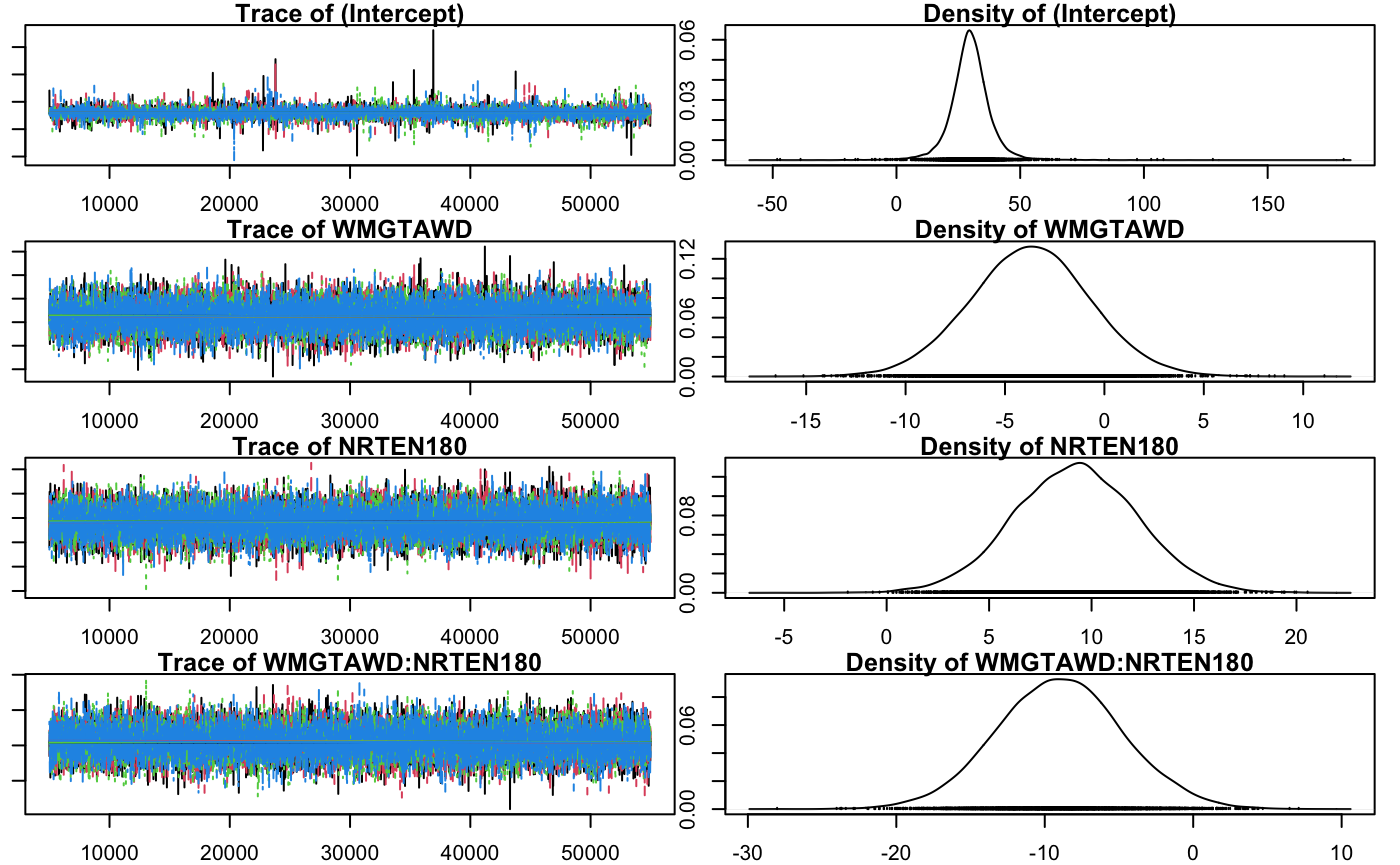 Trace of (Intercept)
Density of (Intercept)
0.00 0.03 0.06
10000 20000 30000 40000 50000
-50 0 50 100 150
Trace of WMGTAWD
Density of WMGTAWD
0.00 0.06 0.12
10000 20000 30000 40000 50000
-15 -10 -5 0 5 10
Trace of NRTEN180
Density of NRTEN180
0.00 0.08
10000 20000 30000 40000 50000
-5 0 5 10 15 20
Trace of WMGTAWD:NRTEN180
Density of WMGTAWD:NRTEN180
0.00 0.06
10000 20000 30000 40000 50000
-30 -20 -10 0 10